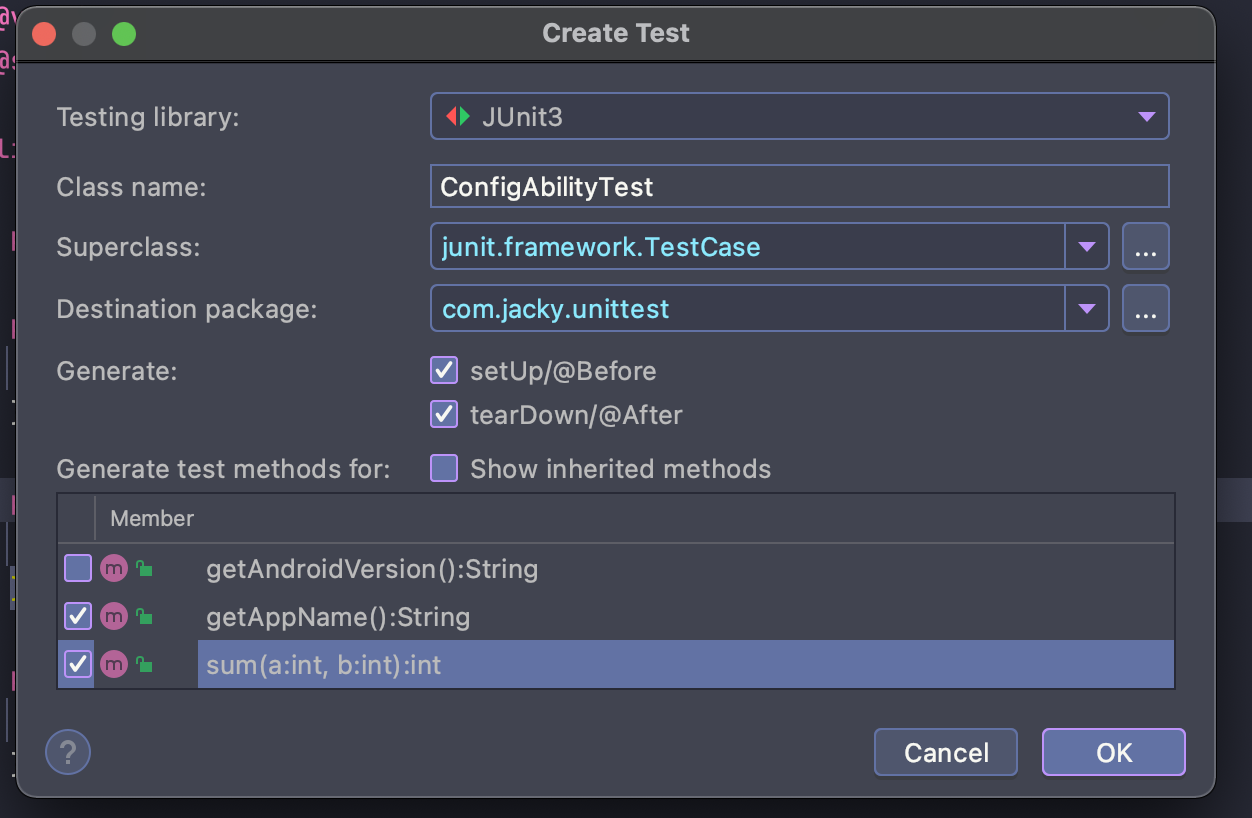 Create Test
Testing library: JUnit3
Class name: ConfigAbilityTest
Superclass: junit.framework.TestCase ...
Destination package: com.jacky.unittest ...
Generate: setUp/@Before
tearDown/@After
Generate test methods for: Show inherited methods
Member
m getAndroidVersion():String
m getAppName():String
m sum(a:int, b:int):int
? Cancel OK